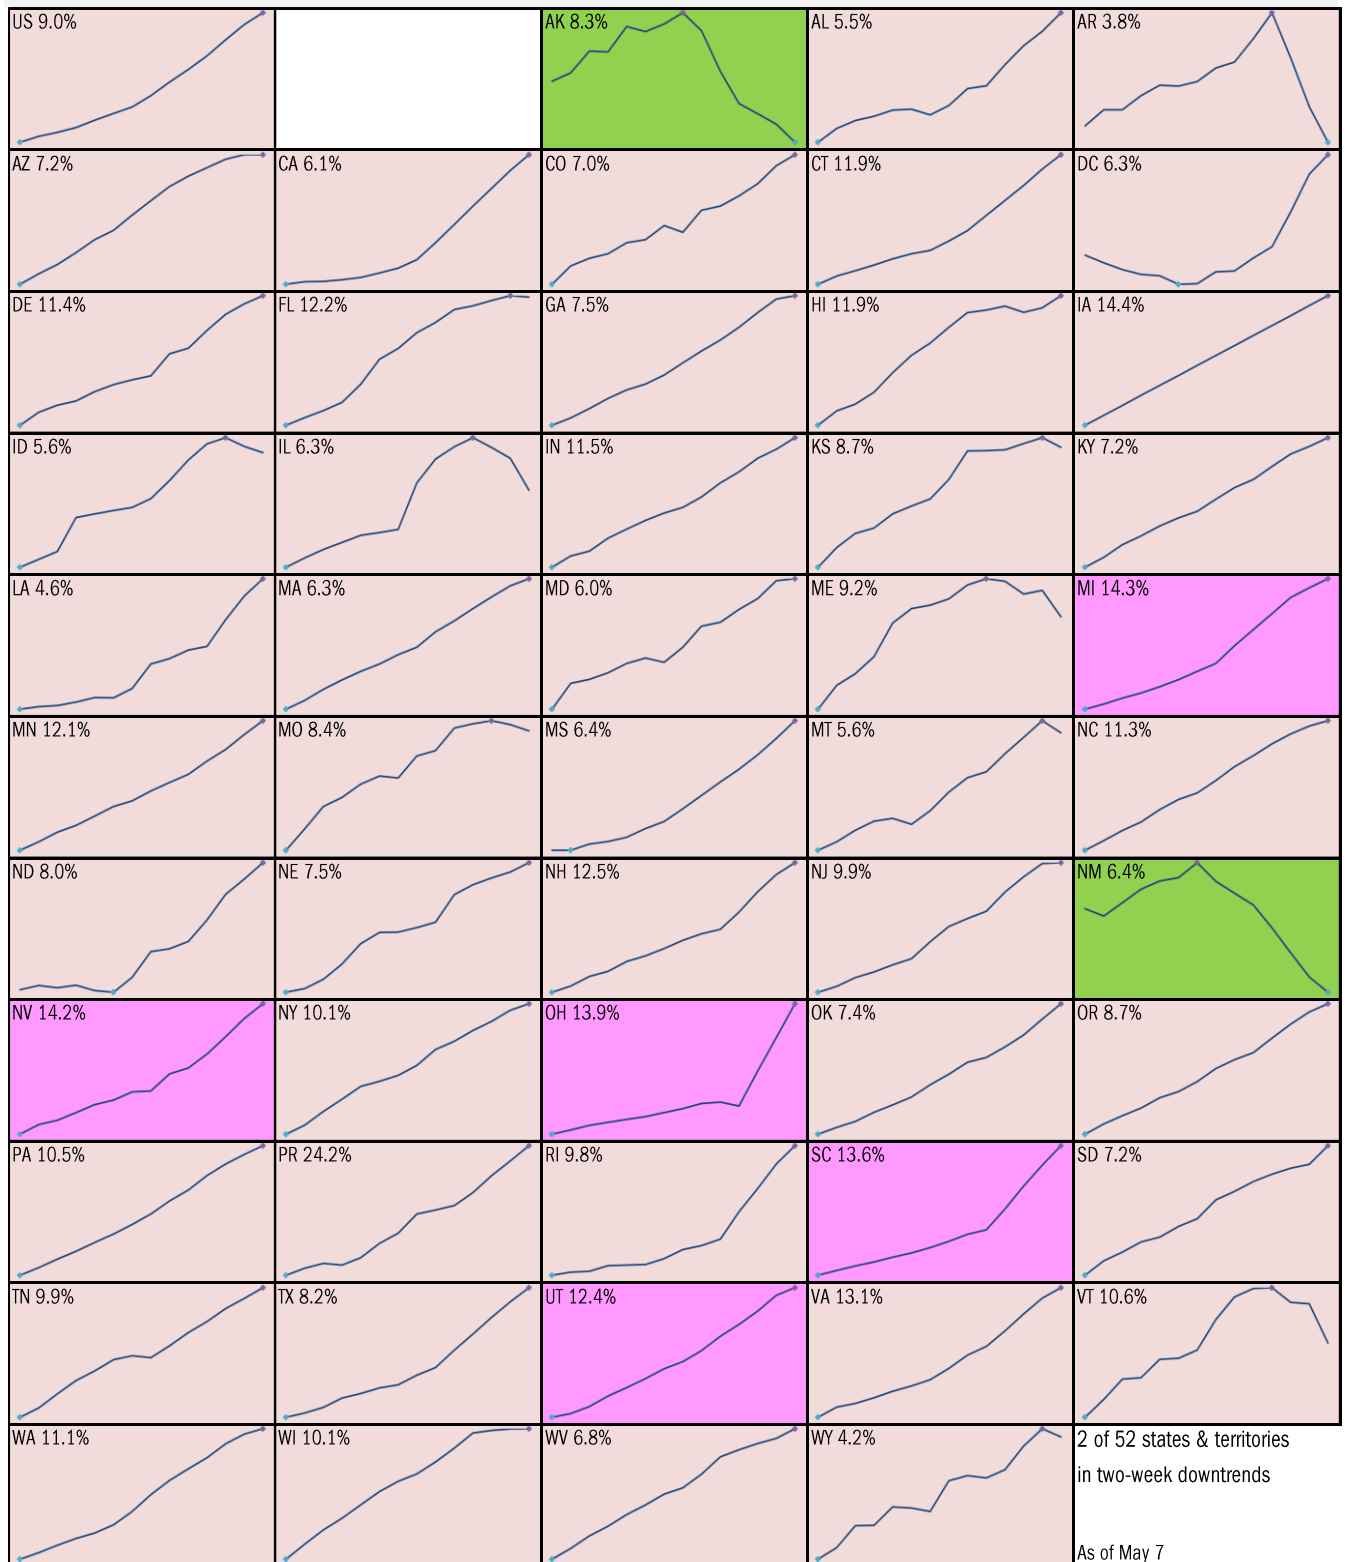 US 9.0%
AK 8.3%
AL 5.5%
AR 3.8%
AZ 7.2%
CA 6.1%
CO 7.0%
CT 11.9%
DC 6.3%
DE 11.4%
FL 12.2%
GA 7.5%
HI 11.9%
IA 14.4%
ID 5.6%
IL 6.3%
IN 11.5%
KS 8.7%
KY 7.2%
LA 4.6%
MA 6.3%
MD 6.0%
ME 9.2%
MI 14.3%
MN 12.1%
MO 8.4%
MS 6.4%
MT 5.6%
NC 11.3%
ND 8.0%
NE 7.5%
NH 12.5%
NJ 9.9%
NM 6.4%
NV 14.2%
NY 10.1%
OH 13.9%
OK 7.4%
OR 8.7%
PA 10.5%
PR 24.2%
RI 9.8%
SC 13.6%
SD 7.2%
TN 9.9%
TX 8.2%
UT 12.4%
VA 13.1%
VT 10.6%
WA 11.1%
WI 10.1%
WV 6.8%
WY 4.2%
2 of 52 states & territories
in two-week downtrends
As of May 7